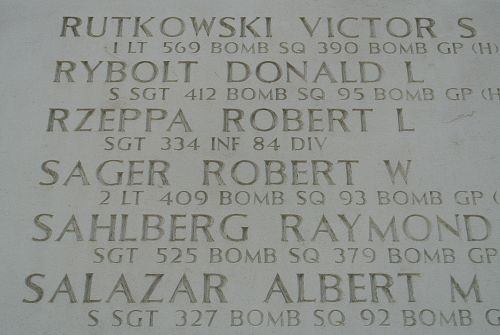 RUTKOWSKI VICTOR S
1 LT 569 BOMB SQ 390 BOMB GP (H)
RYBOLT DONALD L
S SGT 412 BOMB SQ 95 BOMB GP (H
RZEPPA ROBERT L
SGT 334 INF 84 DIV
SAGER ROBERT W
2 LT 409 BOMB SQ 93 BOMB GP (
SAHLBERG RAYMOND
SGT 525 BOMB SQ 379 BOMB GP
SALAZAR ALBERT M
S SGT 327 BOMB SQ 92 BOMB G